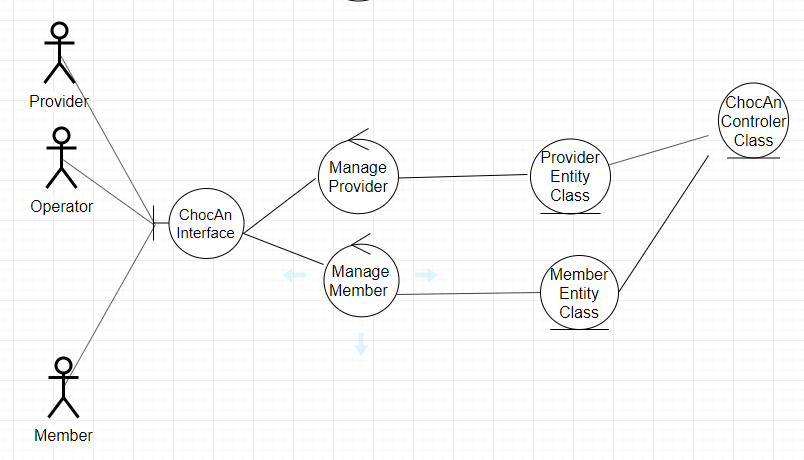 Provider
Operator
Member
ChocAn
Interface
Manage
Provider
Manage
Member
Provider
Entity
Class
Member
Entity
Class
ChocAn
Controler
Class